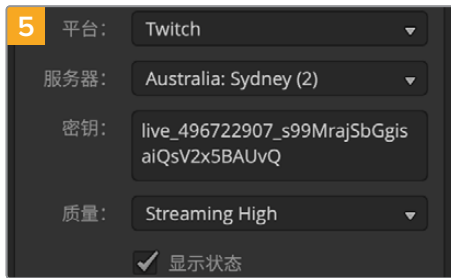 5
平台： Twitch
服务器： Australia: Sydney (2)
密钥： live_496722907_s99MrajSbGgis
aiQsV2x5BAUvQ
质量： Streaming High
显示状态